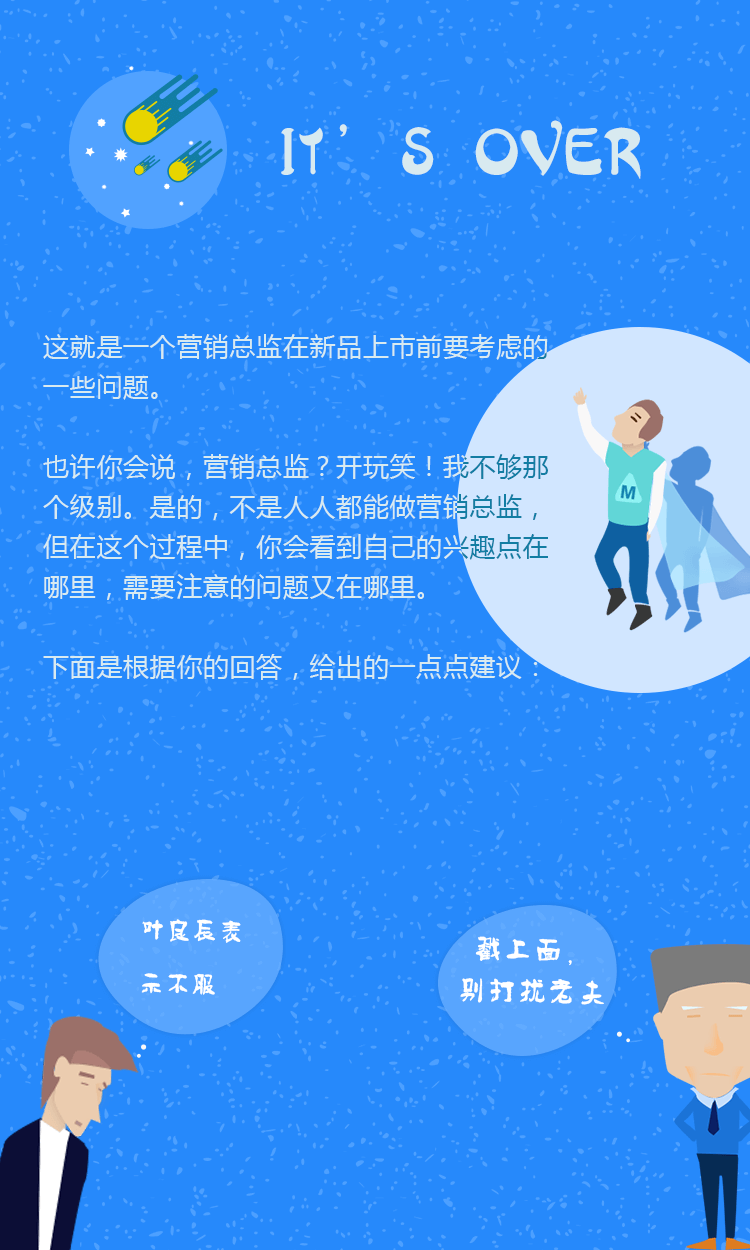 IT'S OVER
这就是一个营销总监在新品上市前要考虑的
一些问题。
也许你会说，营销总监？开玩笑！我不够那
个级别。是的，不是人人都能做营销总监，
但在这个过程中，你会看到自己的兴趣点在
哪里，需要注意的问题又在哪里。
下面是根据你的回答，给出的一点点建议：
叶良辰表
示不服
戳上面，
别打扰老夫
M